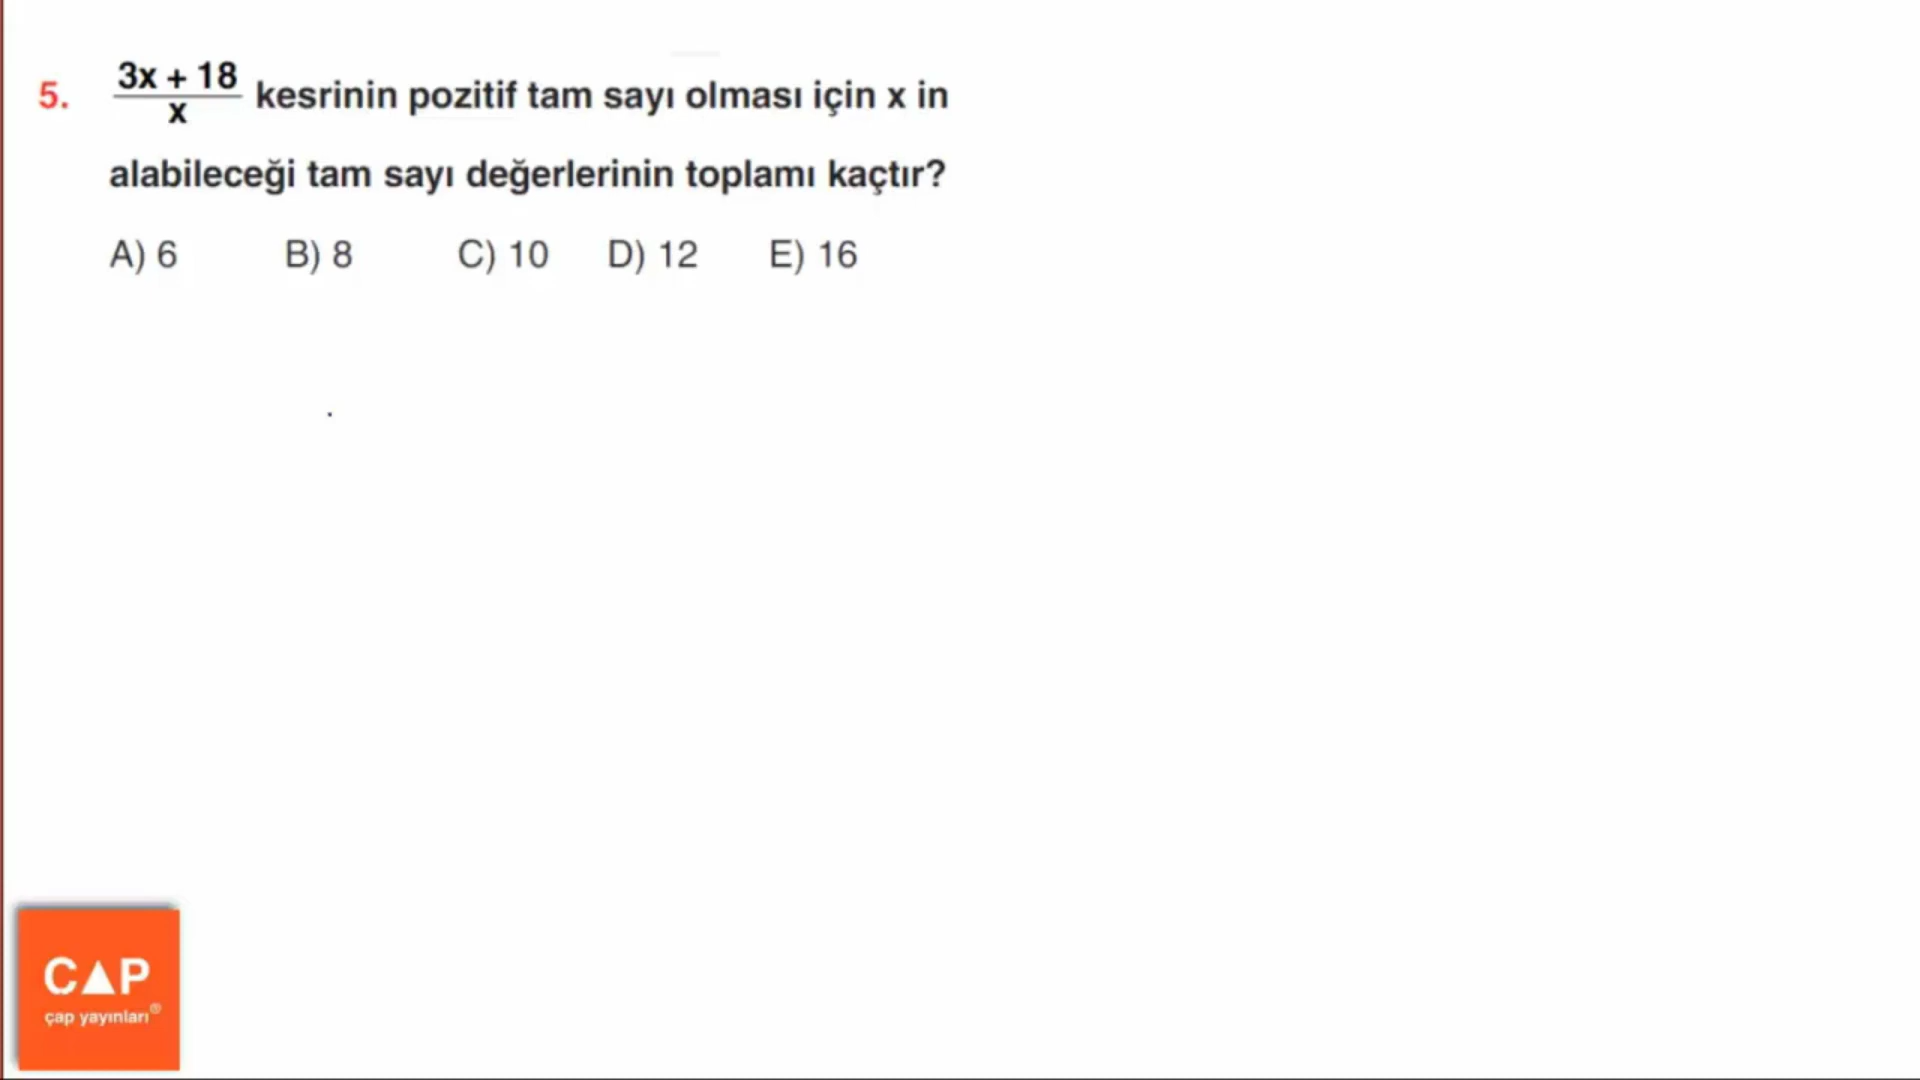 5. (3x + 18)/x kesrinin pozitif tam sayı olması için x in
alabileceği tam sayı değerlerinin toplamı kaçtır?
A) 6 B) 8 C) 10 D) 12 E) 16
CAP
çap yayınları®